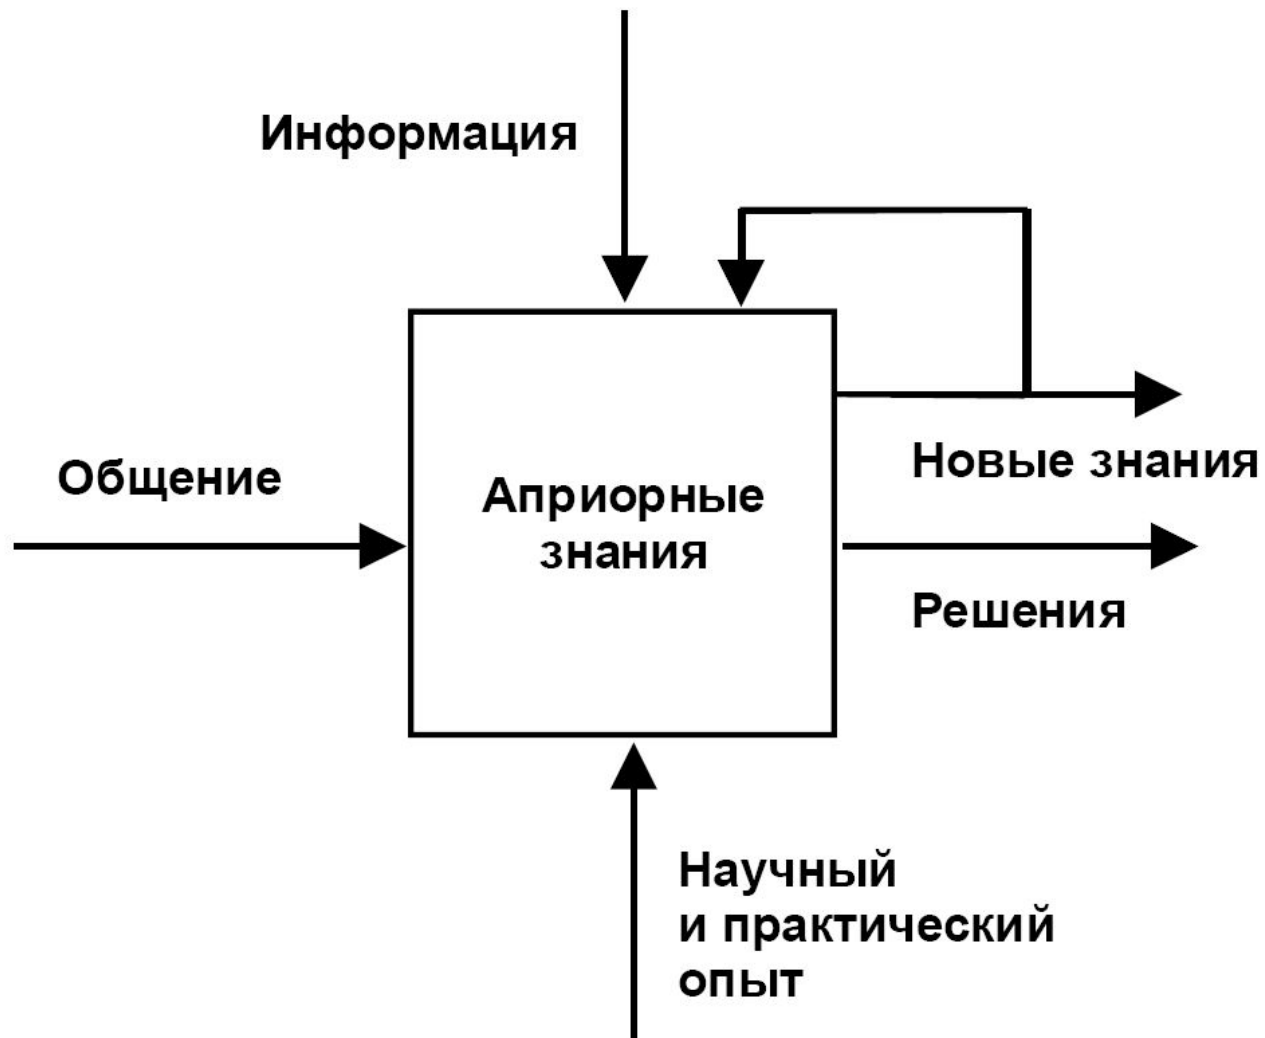 Информация
Общение
Априорные
знания
Новые знания
Решения
Научный
и практический
опыт